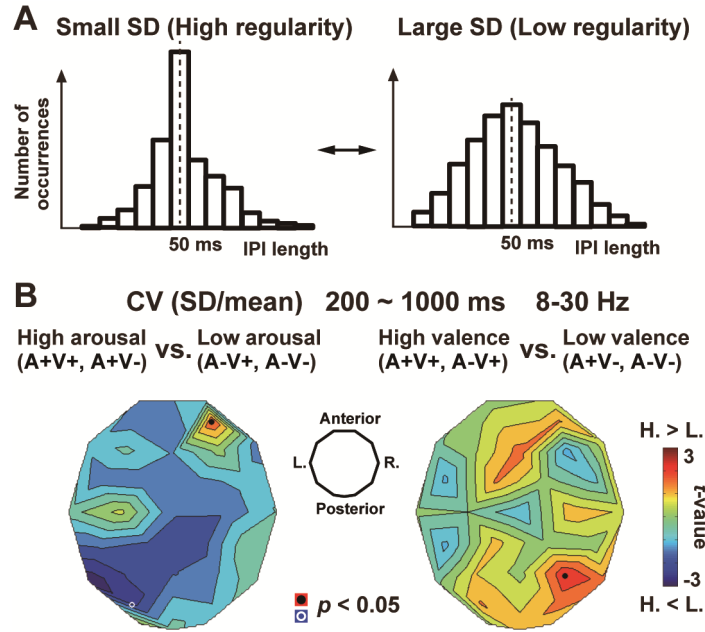 A
Small SD (High regularity)
Large SD (Low regularity)
Number of
occurrences
50 ms
IPI length
50 ms
IPI length
B
CV (SD/mean) 200 ~ 1000 ms 8-30 Hz
High arousal
(A+V+, A+V-)
vs.
Low arousal
(A-V+, A-V-)
High valence
(A+V+, A-V+)
vs.
Low valence
(A+V-, A-V-)
Anterior
L.
R.
Posterior
p < 0.05
H. > L.
3
t-value
-3
H. < L.